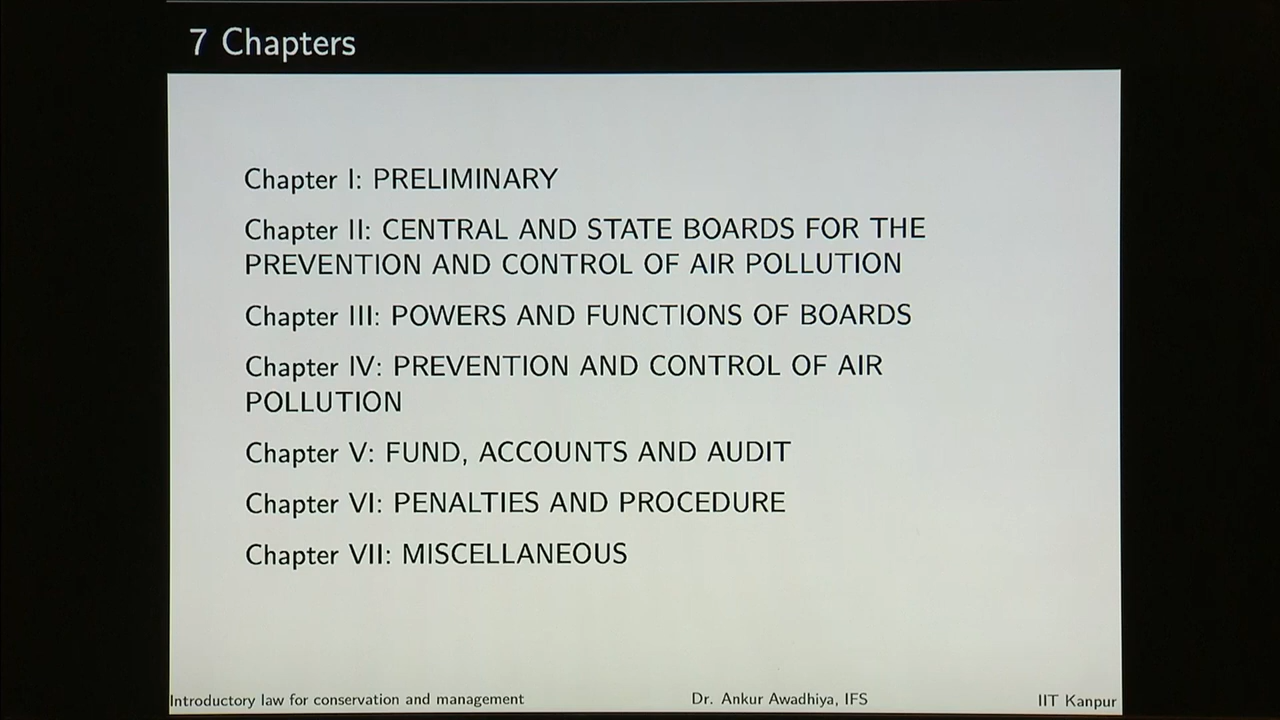 7 Chapters
Chapter I: PRELIMINARY
Chapter II: CENTRAL AND STATE BOARDS FOR THE
PREVENTION AND CONTROL OF AIR POLLUTION
Chapter III: POWERS AND FUNCTIONS OF BOARDS
Chapter IV: PREVENTION AND CONTROL OF AIR
POLLUTION
Chapter V: FUND, ACCOUNTS AND AUDIT
Chapter VI: PENALTIES AND PROCEDURE
Chapter VII: MISCELLANEOUS
Introductory law for conservation and management Dr. Ankur Awadhiya, IFS IIT Kanpur